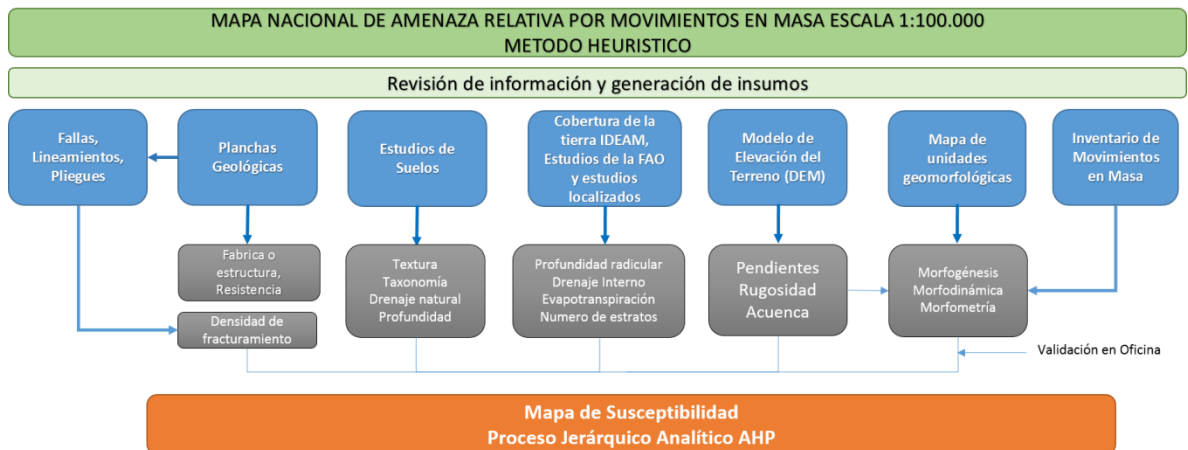 MAPA NACIONAL DE AMENAZA RELATIVA POR MOVIMIENTOS EN MASA ESCALA 1:100.000
METODO HEURISTICO
Revisión de información y generación de insumos
Fallas,
Lineamientos,
Pliegues
Planchas
Geológicas
Estudios de
Suelos
Cobertura de la
tierra IDEAM,
Estudios de la FAO
y estudios
localizados
Modelo de
Elevación del
Terreno (DEM)
Mapa de
unidades
geomorfológicas
Inventario de
Movimientos
en Masa
Fabrica o
estructura,
Resistencia
Densidad de
fracturamiento
Textura
Taxonomía
Drenaje natural
Profundidad
Profundidad radicular
Drenaje Interno
Evapotranspiración
Numero de estratos
Pendientes
Rugosidad
Acuenca
Morfogénesis
Morfodinámica
Morfometría
Validación en Oficina
Mapa de Susceptibilidad
Proceso Jerárquico Analítico AHP